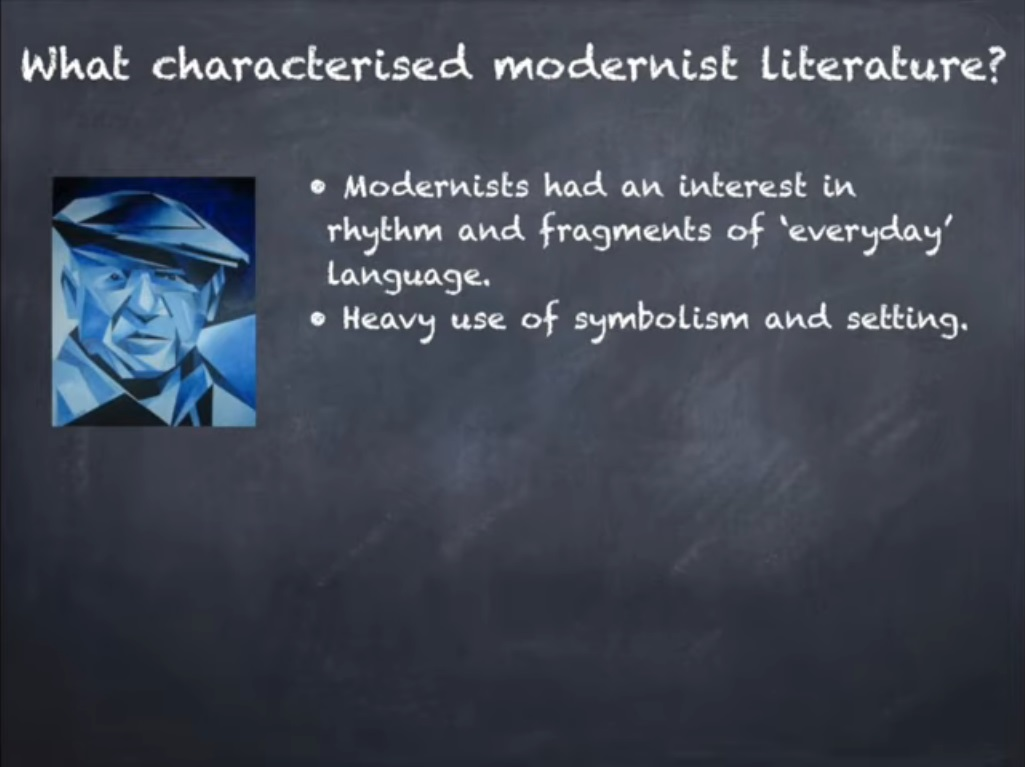 What characterised modernist literature?
• Modernists had an interest in
rhythm and fragments of ‘everyday’
language.
• Heavy use of symbolism and setting.